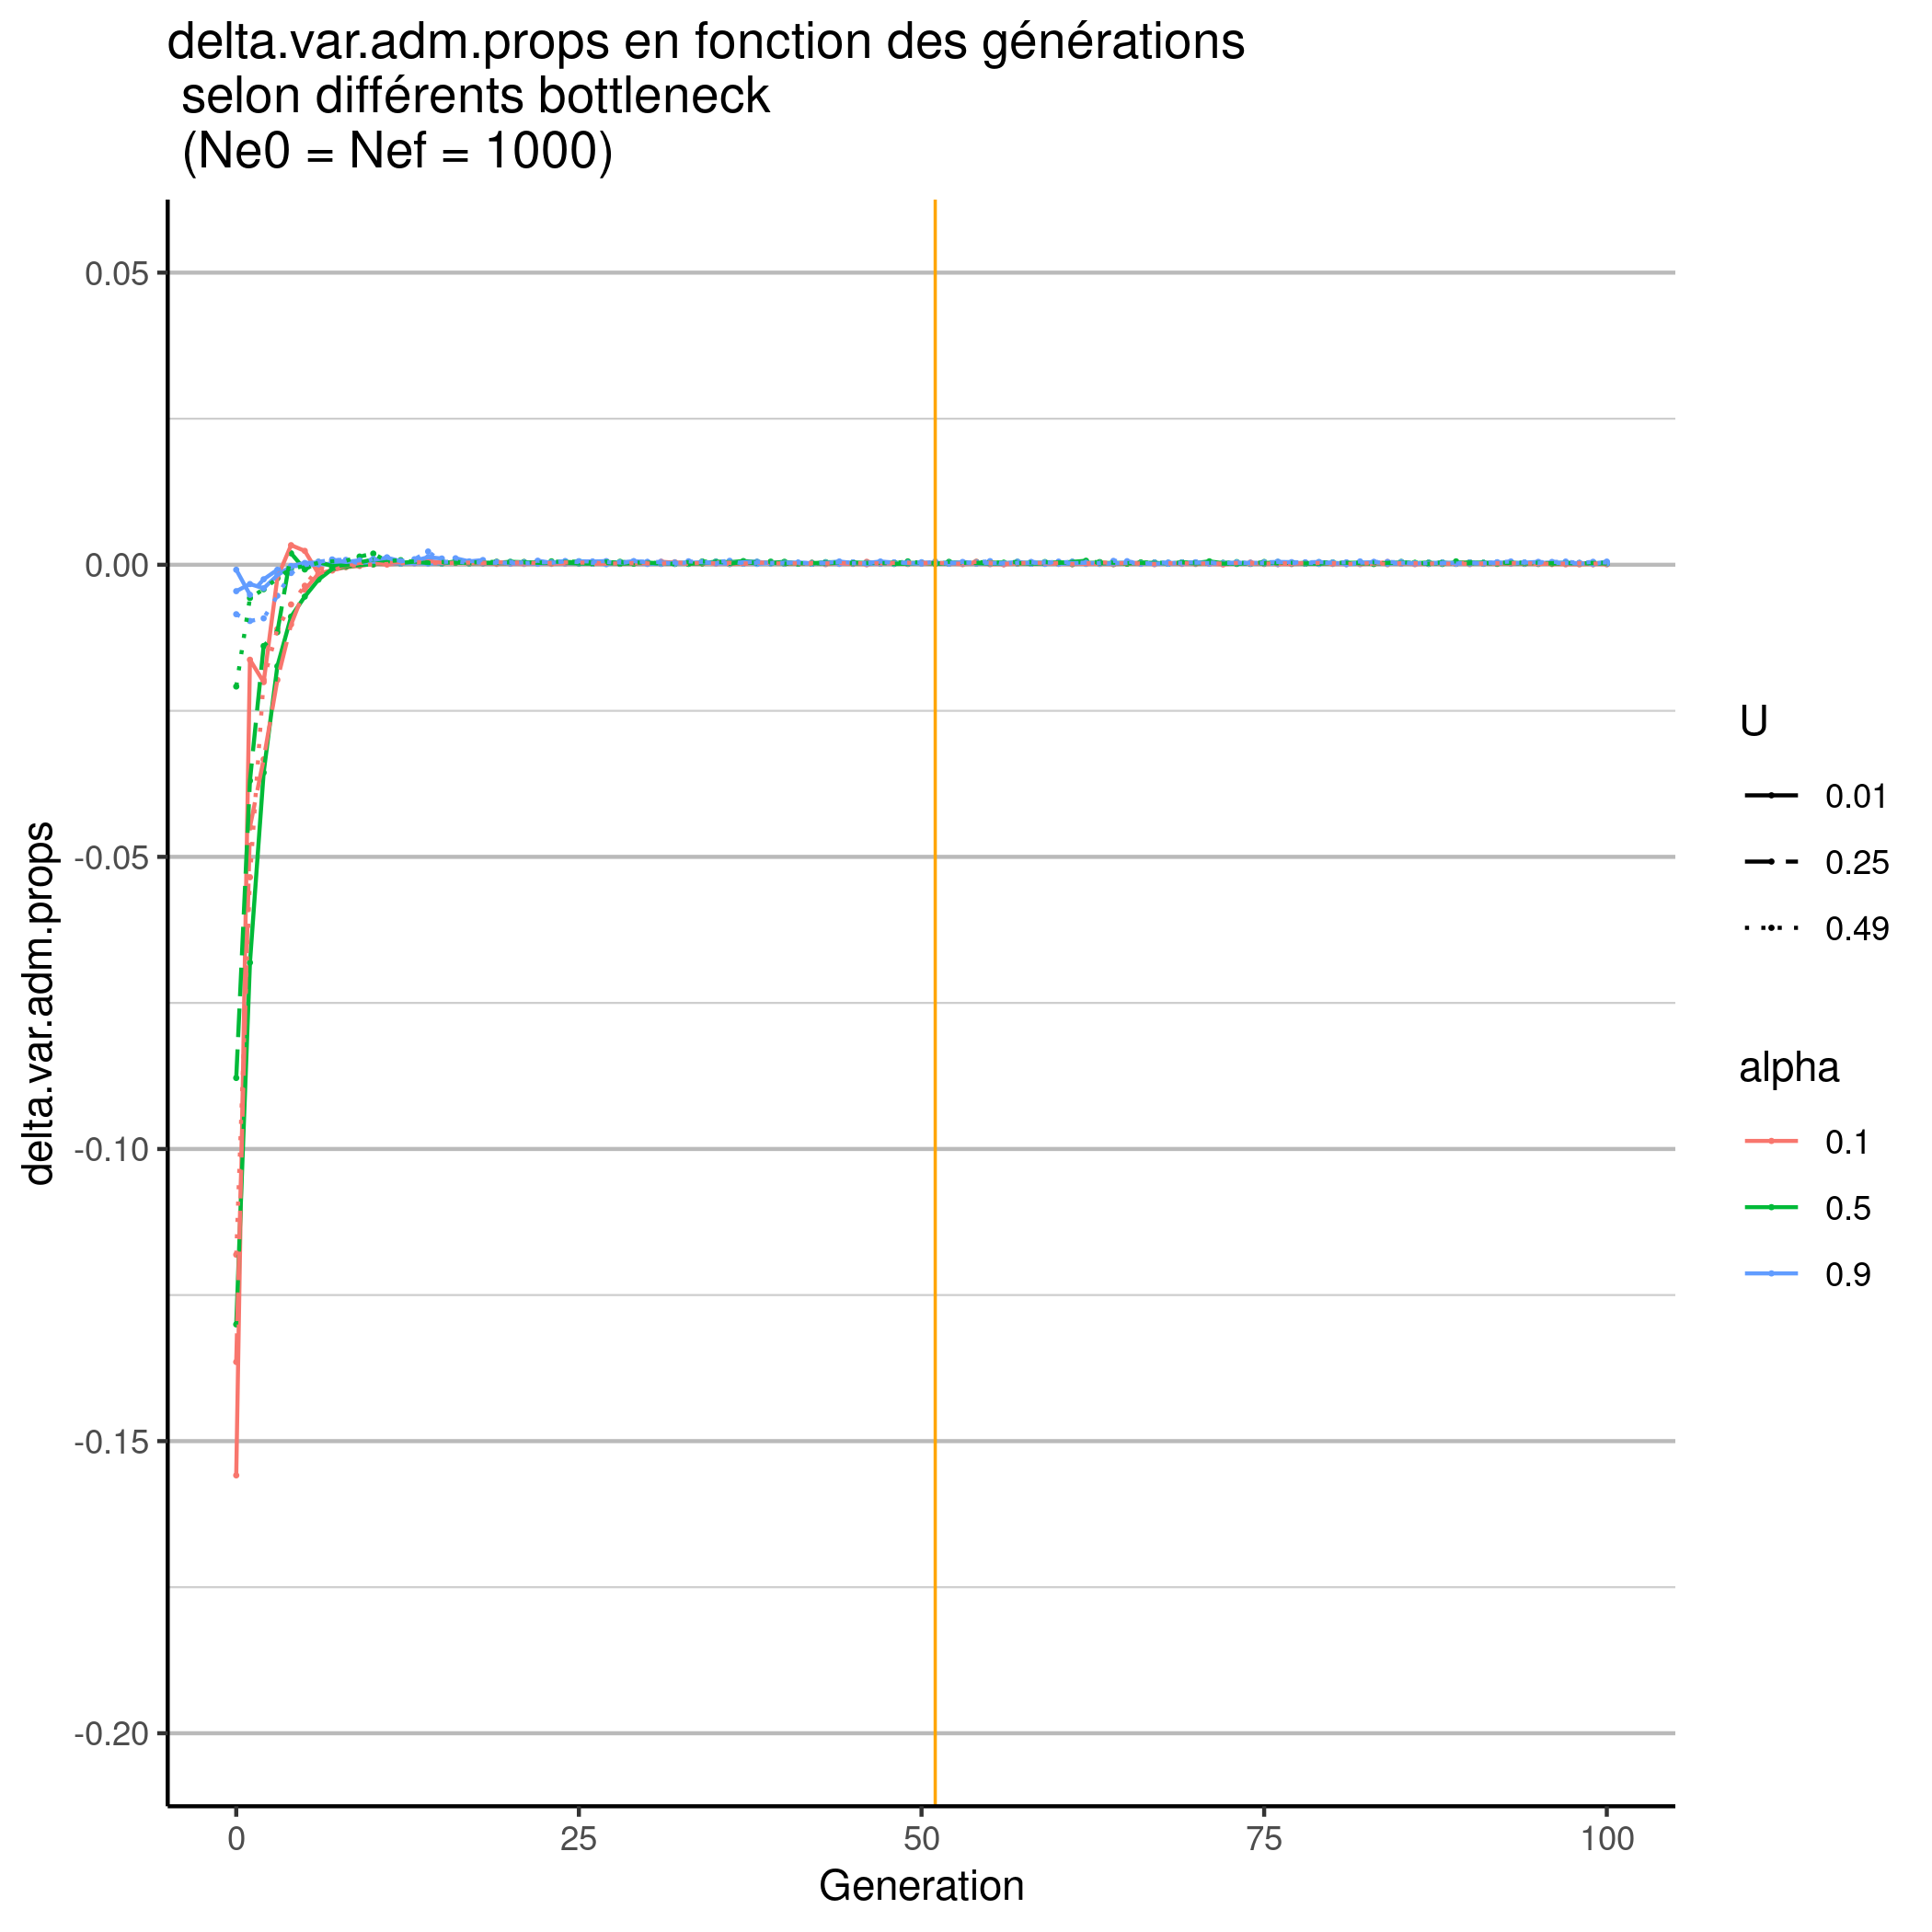 delta.var.adm.props en fonction des générations
selon différents bottleneck
(Ne0 = Nef = 1000)
delta.var.adm.props
0.05
0.00
-0.05
-0.10
-0.15
-0.20
0
25
50
75
100
Generation
U
0.01
0.25
0.49
alpha
0.1
0.5
0.9